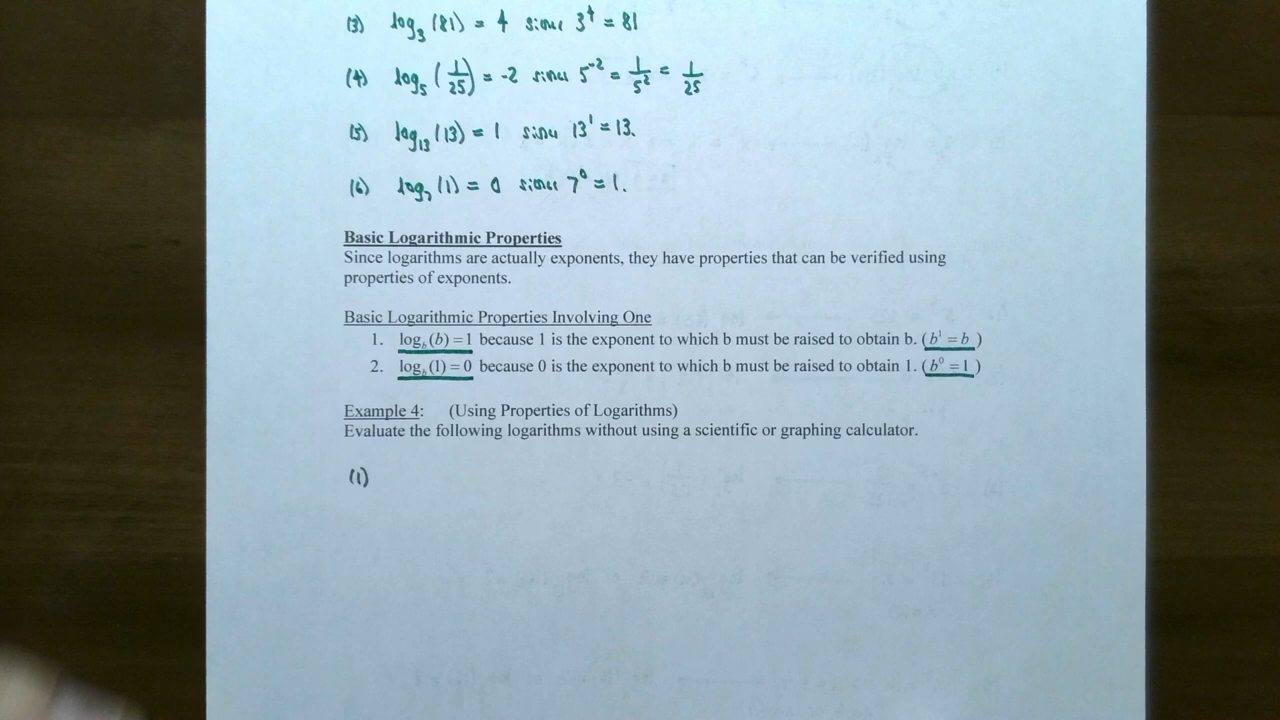 (3) log₃(81) = 4 since 3⁴ = 81
(4) log₅(1/25) = -2 since 5⁻² = 1/5² = 1/25
(5) log₁₃(13) = 1 since 13¹ = 13.
(6) log₇(1) = 0 since 7⁰ = 1.
Basic Logarithmic Properties
Since logarithms are actually exponents, they have properties that can be verified using
properties of exponents.
Basic Logarithmic Properties Involving One
1. log_b(b) = 1 because 1 is the exponent to which b must be raised to obtain b. (b¹ = b)
2. log_b(1) = 0 because 0 is the exponent to which b must be raised to obtain 1. (b⁰ = 1)
Example 4: (Using Properties of Logarithms)
Evaluate the following logarithms without using a scientific or graphing calculator.
(1)